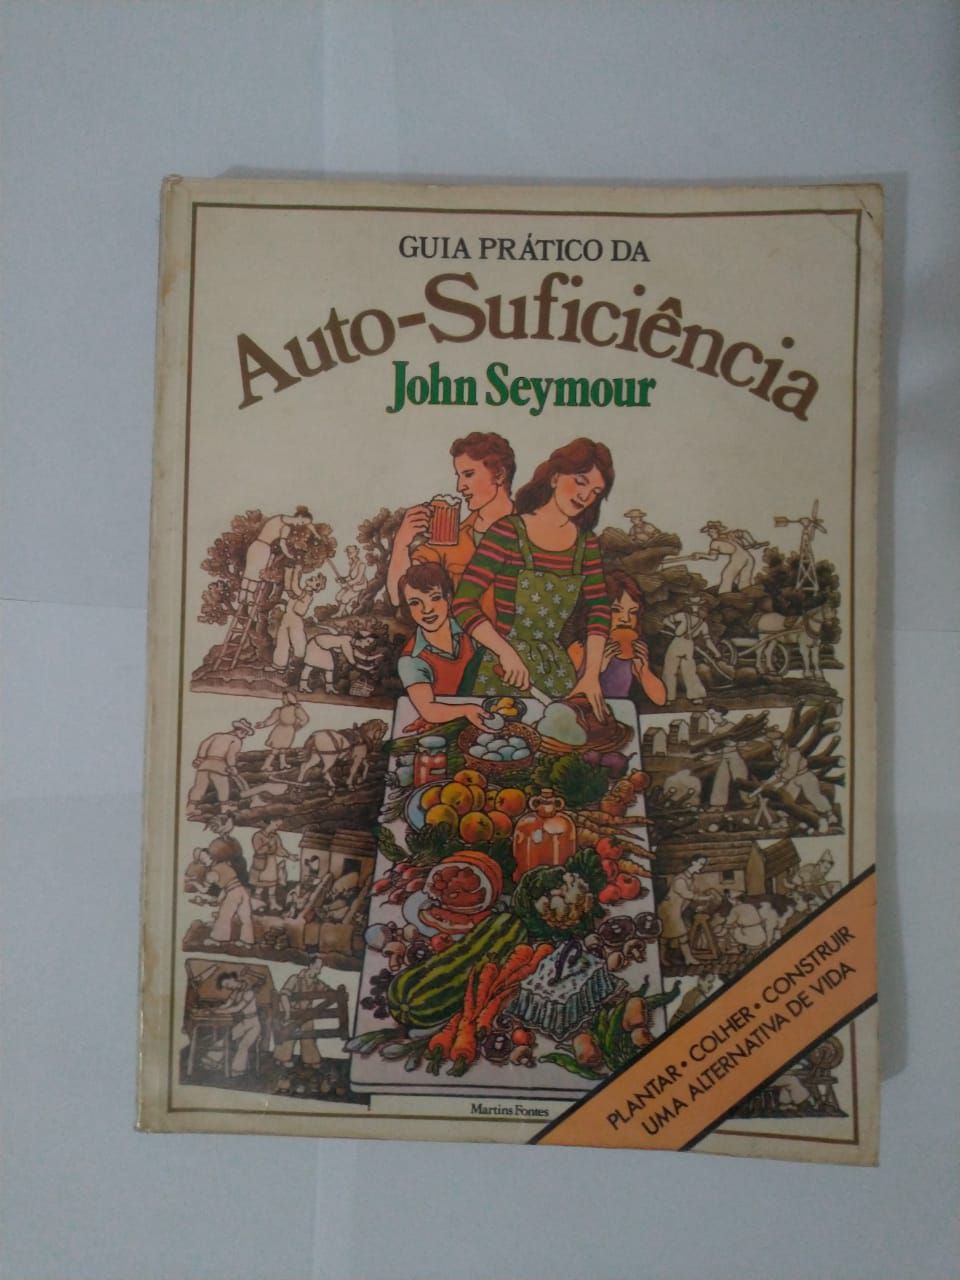 GUIA PRÁTICO DA
Auto-Suficiência
John Seymour
PLANTAR • COLHER • CONSTRUIR
UMA ALTERNATIVA DE VIDA
Martins Fontes